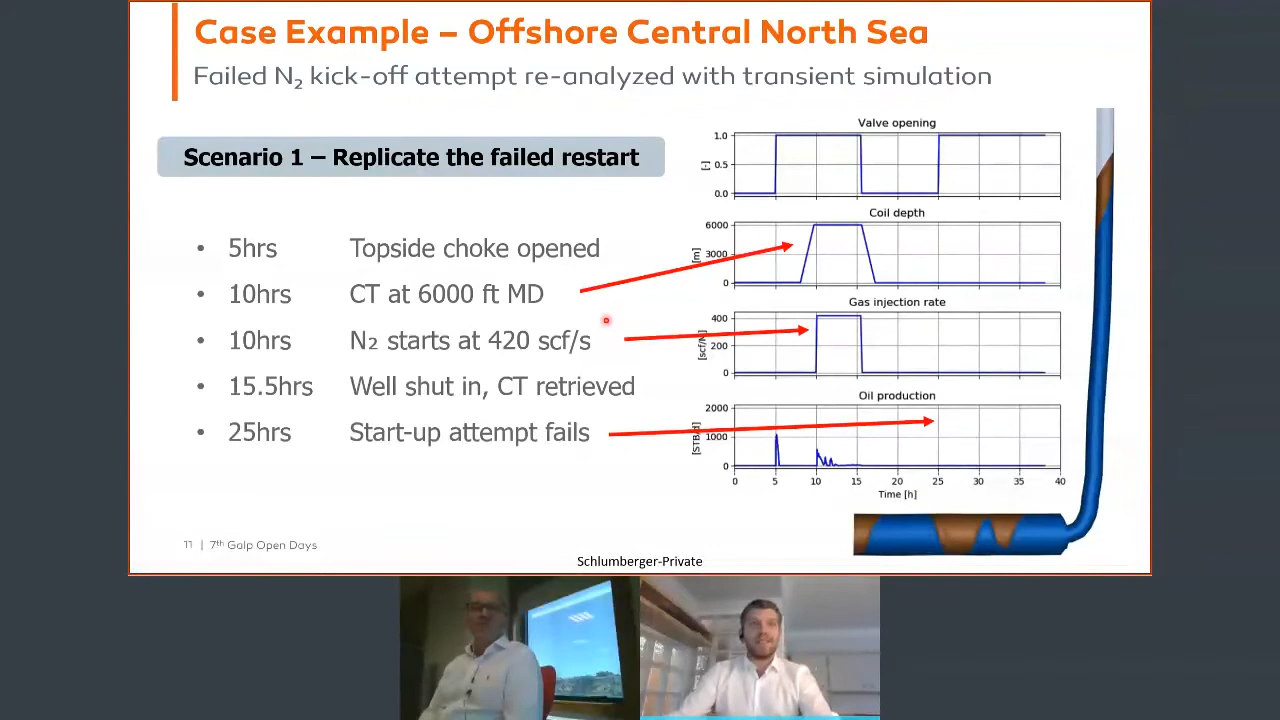 Case Example – Offshore Central North Sea
Failed N₂ kick-off attempt re-analyzed with transient simulation
Scenario 1 – Replicate the failed restart
• 5hrs Topside choke opened
• 10hrs CT at 6000 ft MD
• 10hrs N₂ starts at 420 scf/s
• 15.5hrs Well shut in, CT retrieved
• 25hrs Start-up attempt fails
Valve opening
1.0
0.5
0.0
[-]
Coil depth
6000
3000
0
[m]
Gas injection rate
400
200
0
Oil production
2000
1000
0
[STB/d]
0 5 10 15 20 25 30 35 40
Time [h]
11 | 7th Galp Open Days
Schlumberger-Private